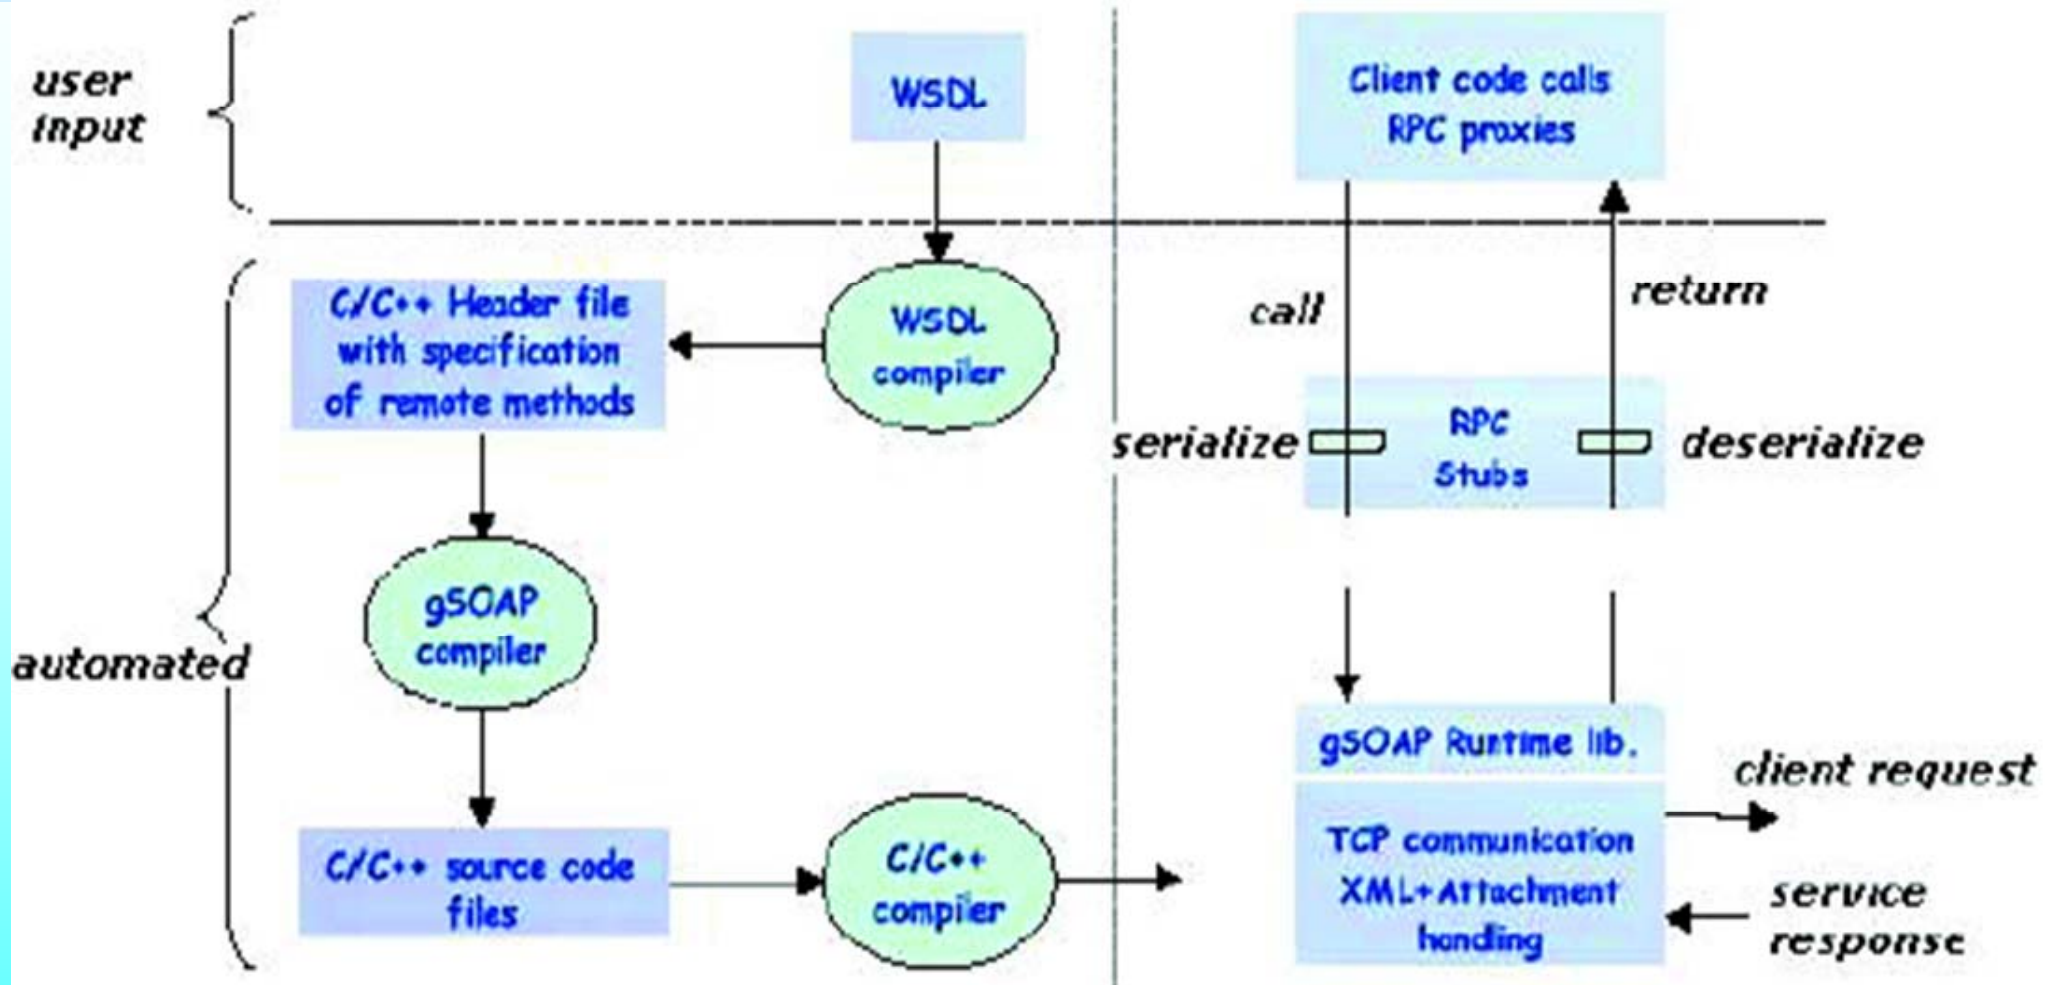 user
input
WSDL
Client code calls
RPC proxies
C/C++ Header file
with specification
of remote methods
WSDL
compiler
call
return
serialize
RPC
Stubs
deserialize
gSOAP
compiler
automated
gSOAP Runtime lib.
client request
C/C++ source code
files
C/C++
compiler
TCP communication
XML+Attachment
handling
service
response